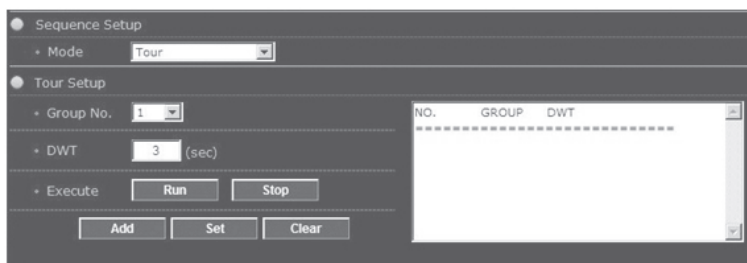 Sequence Setup
Mode Tour
Tour Setup
Group No. 1
DWT 3 (sec)
Execute Run Stop
Add Set Clear
NO. GROUP DWT
============================